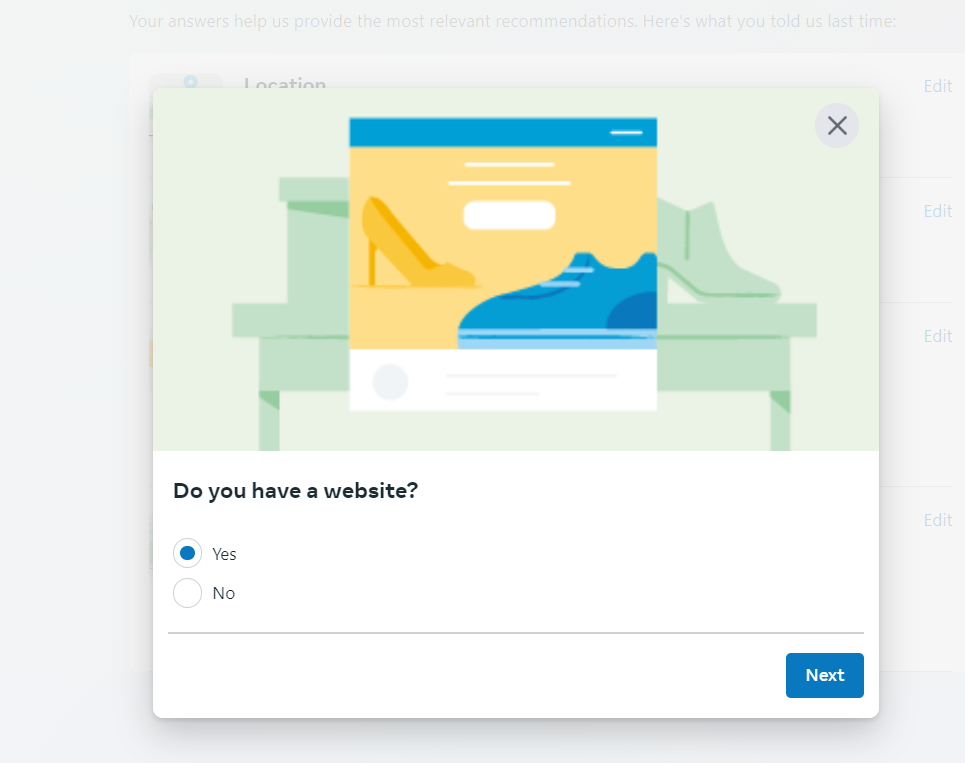 Your answers help us provide the most relevant recommendations. Here's what you told us last time:
Location
Edit
Edit
Edit
Edit
Do you have a website?
Yes
No
Next